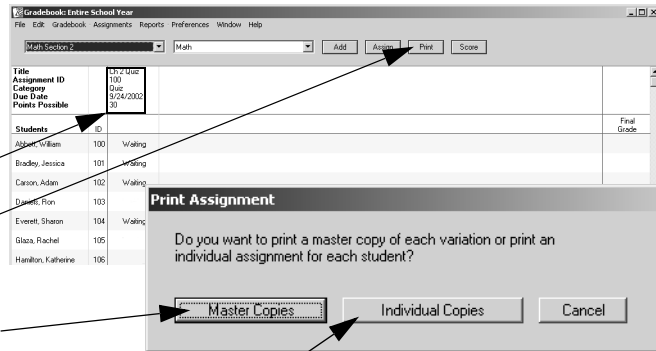 Gradebook: Entire School Year
File Edit Gradebook Assignments Reports Preferences Window Help
Math Section 2 Math Add Assign Print Score
Title Ch 2 Quiz
Assignment ID 100
Category Quiz
Due Date 9/24/2002
Points Possible 30
Students ID Final Grade
Abbott, William 100 Waiting
Bradley, Jessica 101 Waiting
Carson, Adam 102 Waiting
Daniels, Ron 103
Everett, Sharon 104 Waiting
Glaza, Rachel 105
Hamilton, Katherine 106
Print Assignment
Do you want to print a master copy of each variation or print an
individual assignment for each student?
Master Copies Individual Copies Cancel